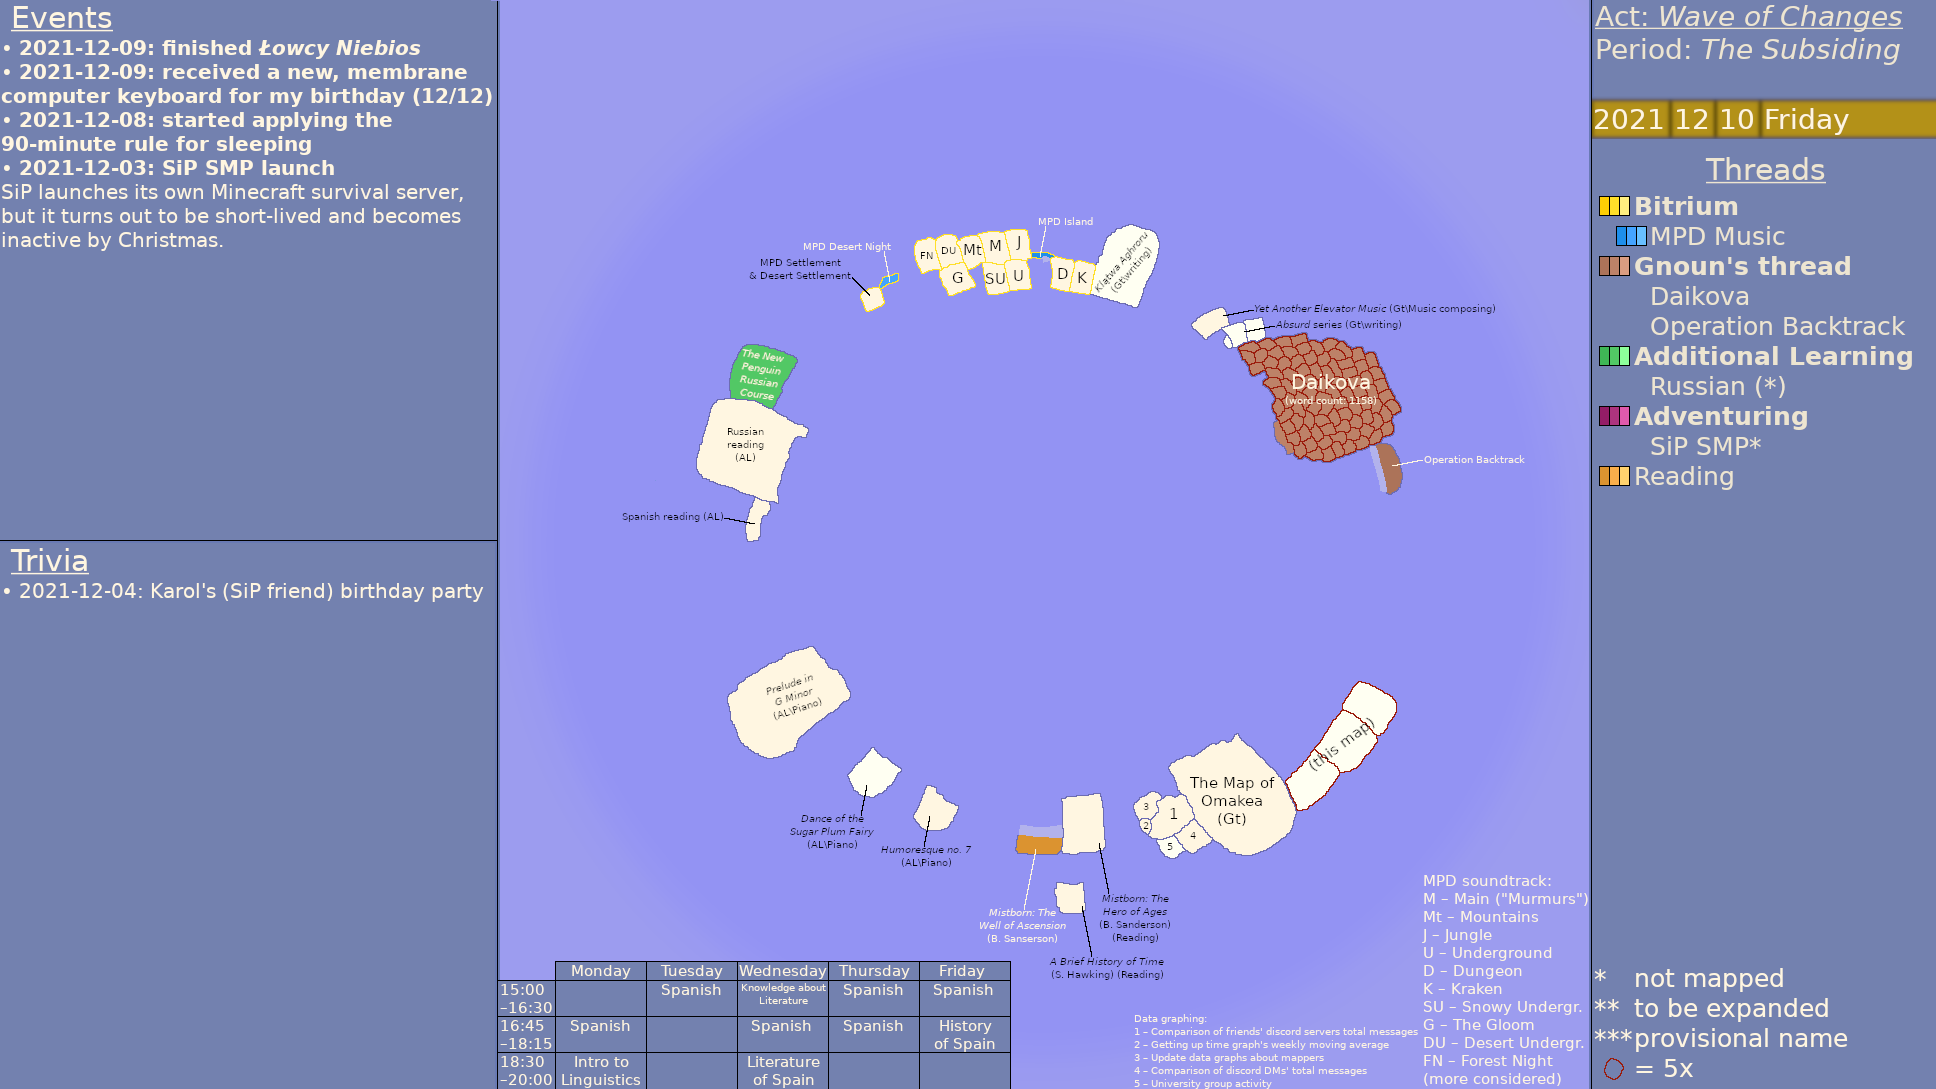 Events
• 2021-12-09: finished Łowcy Niebios
• 2021-12-09: received a new, membrane
computer keyboard for my birthday (12/12)
• 2021-12-08: started applying the
90-minute rule for sleeping
• 2021-12-03: SiP SMP launch
SiP launches its own Minecraft survival server,
but it turns out to be short-lived and becomes
inactive by Christmas.
Trivia
• 2021-12-04: Karol's (SiP friend) birthday party
MPD Island
MPD Desert Night
MPD Settlement
& Desert Settlement
FN
DU
Mt
M
J
G
SU
U
D
K
Klątwa Aghroru
(Gt\writing)
Yet Another Elevator Music (Gt\Music composing)
Absurd series (Gt\writing)
The New
Penguin
Russian
Course
Daikova
(word count: 1158)
Russian
reading
(AL)
Operation Backtrack
Spanish reading (AL)
Prelude in
G Minor
(AL\Piano)
(this map)
The Map of
Omakea
(Gt)
3
1
2
4
5
Dance of the
Sugar Plum Fairy
(AL\Piano)
Humoresque no. 7
(AL\Piano)
Mistborn: The
Well of Ascension
(B. Sanserson)
Mistborn: The
Hero of Ages
(B. Sanderson)
(Reading)
A Brief History of Time
(S. Hawking) (Reading)
Monday Tuesday Wednesday Thursday Friday
15:00
–16:30
Spanish
Knowledge about
Literature
Spanish
Spanish
16:45
–18:15
Spanish
Spanish
Spanish
History
of Spain
18:30
–20:00
Intro to
Linguistics
Literature
of Spain
Data graphing:
1 – Comparison of friends' discord servers total messages
2 – Getting up time graph's weekly moving average
3 – Update data graphs about mappers
4 – Comparison of discord DMs' total messages
5 – University group activity
MPD soundtrack:
M – Main ("Murmurs")
Mt – Mountains
J – Jungle
U – Underground
D – Dungeon
K – Kraken
SU – Snowy Undergr.
G – The Gloom
DU – Desert Undergr.
FN – Forest Night
(more considered)
Act: Wave of Changes
Period: The Subsiding
2021 12 10 Friday
Threads
Bitrium
MPD Music
Gnoun's thread
Daikova
Operation Backtrack
Additional Learning
Russian (*)
Adventuring
SiP SMP*
Reading
* not mapped
** to be expanded
*** provisional name
= 5x